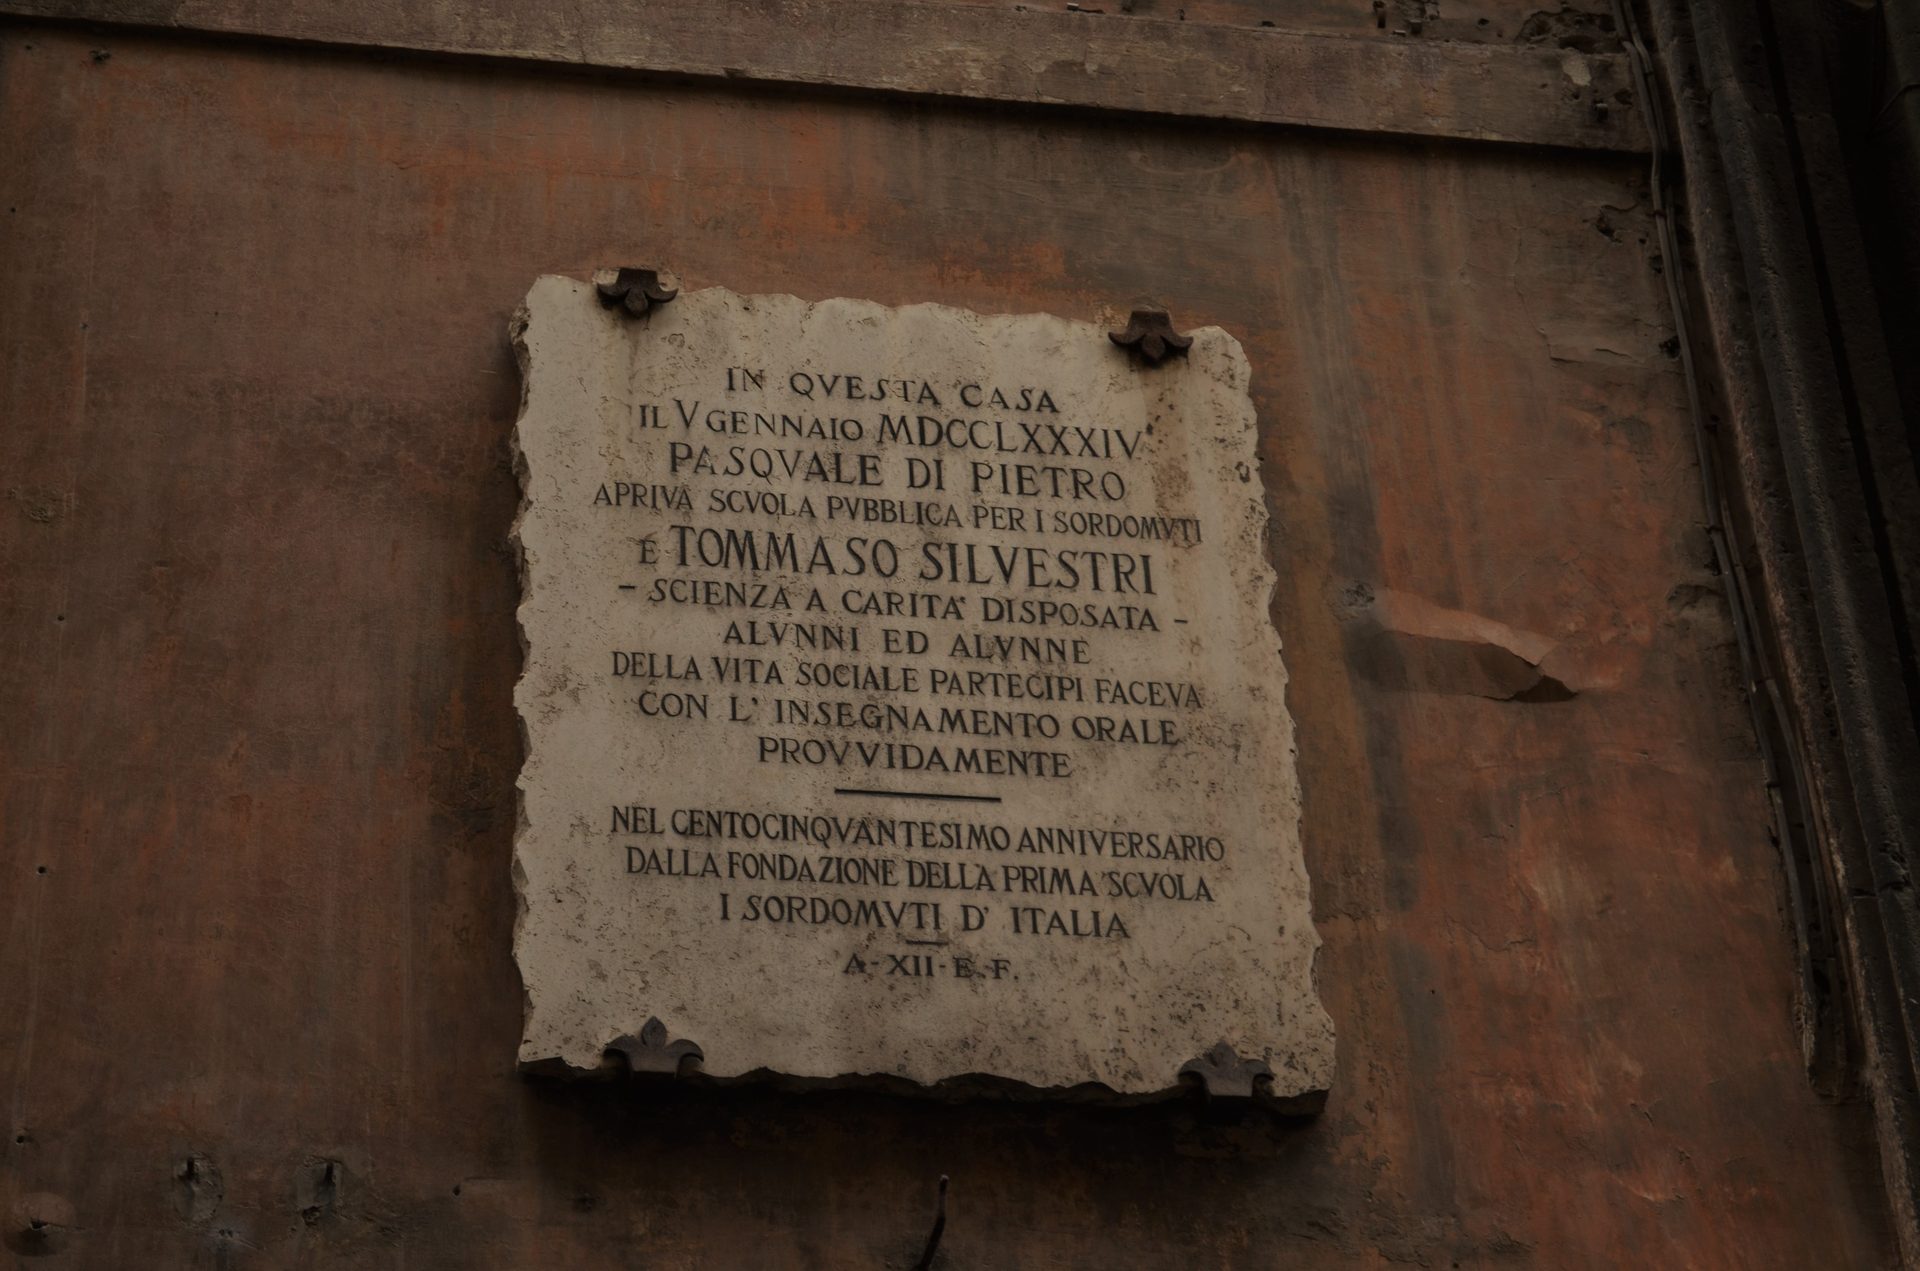 IN QVESTA CASA
IL V GENNAIO MDCCLXXXIV
PASQVALE DI PIETRO
APRIVA SCVOLA PVBBLICA PER I SORDOMVTI
E TOMMASO SILVESTRI
- SCIENZA A CARITA' DISPOSATA -
ALVNNI ED ALVNNE
DELLA VITA SOCIALE PARTECIPI FACEVA
CON L' INSEGNAMENTO ORALE
PROVVIDAMENTE
NEL CENTOCINQVANTESIMO ANNIVERSARIO
DALLA FONDAZIONE DELLA PRIMA SCVOLA
I SORDOMVTI D' ITALIA
A·XII·E.F.